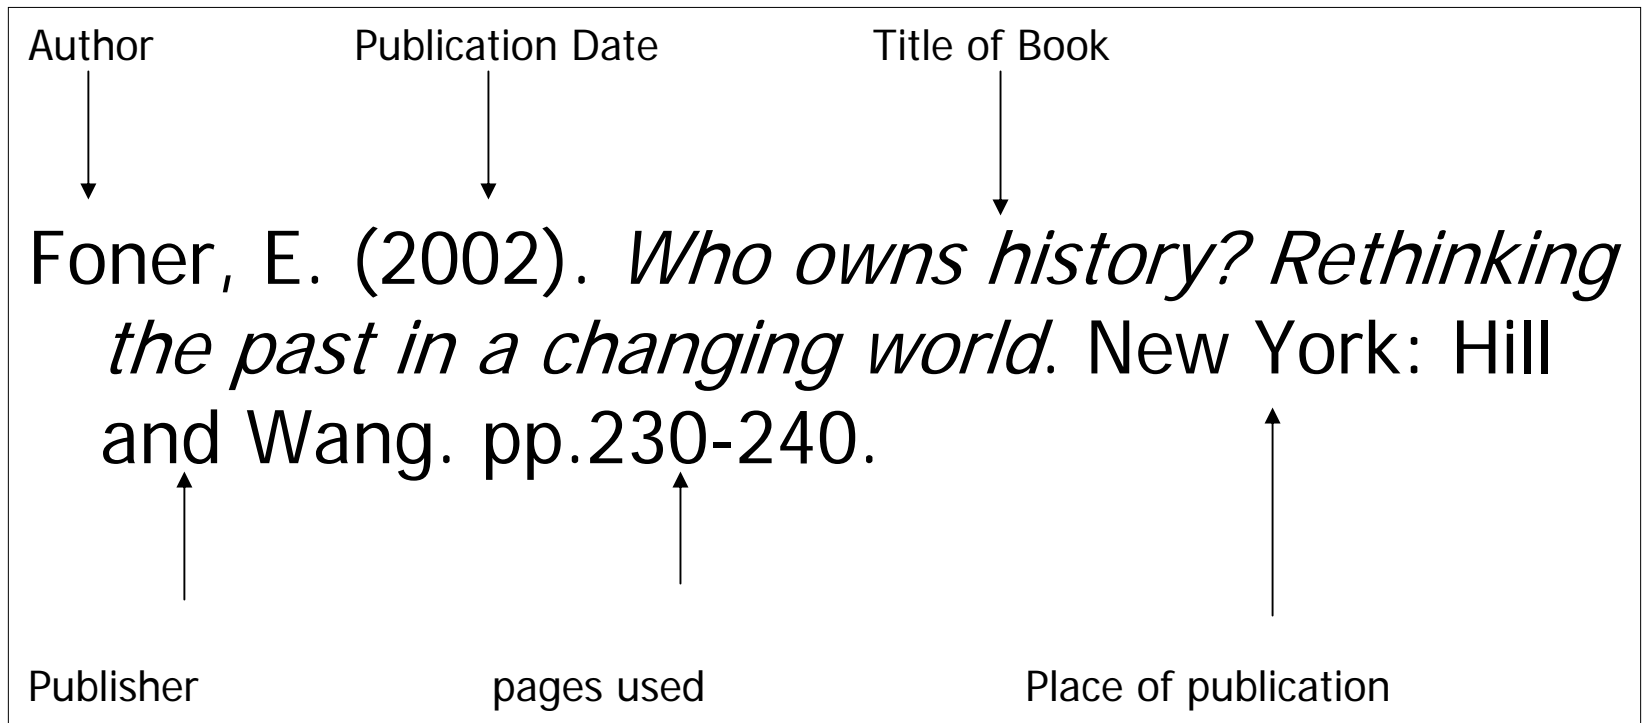 Author Publication Date Title of Book
Foner, E. (2002). Who owns history? Rethinking
the past in a changing world. New York: Hill
and Wang. pp.230-240.
Publisher pages used Place of publication